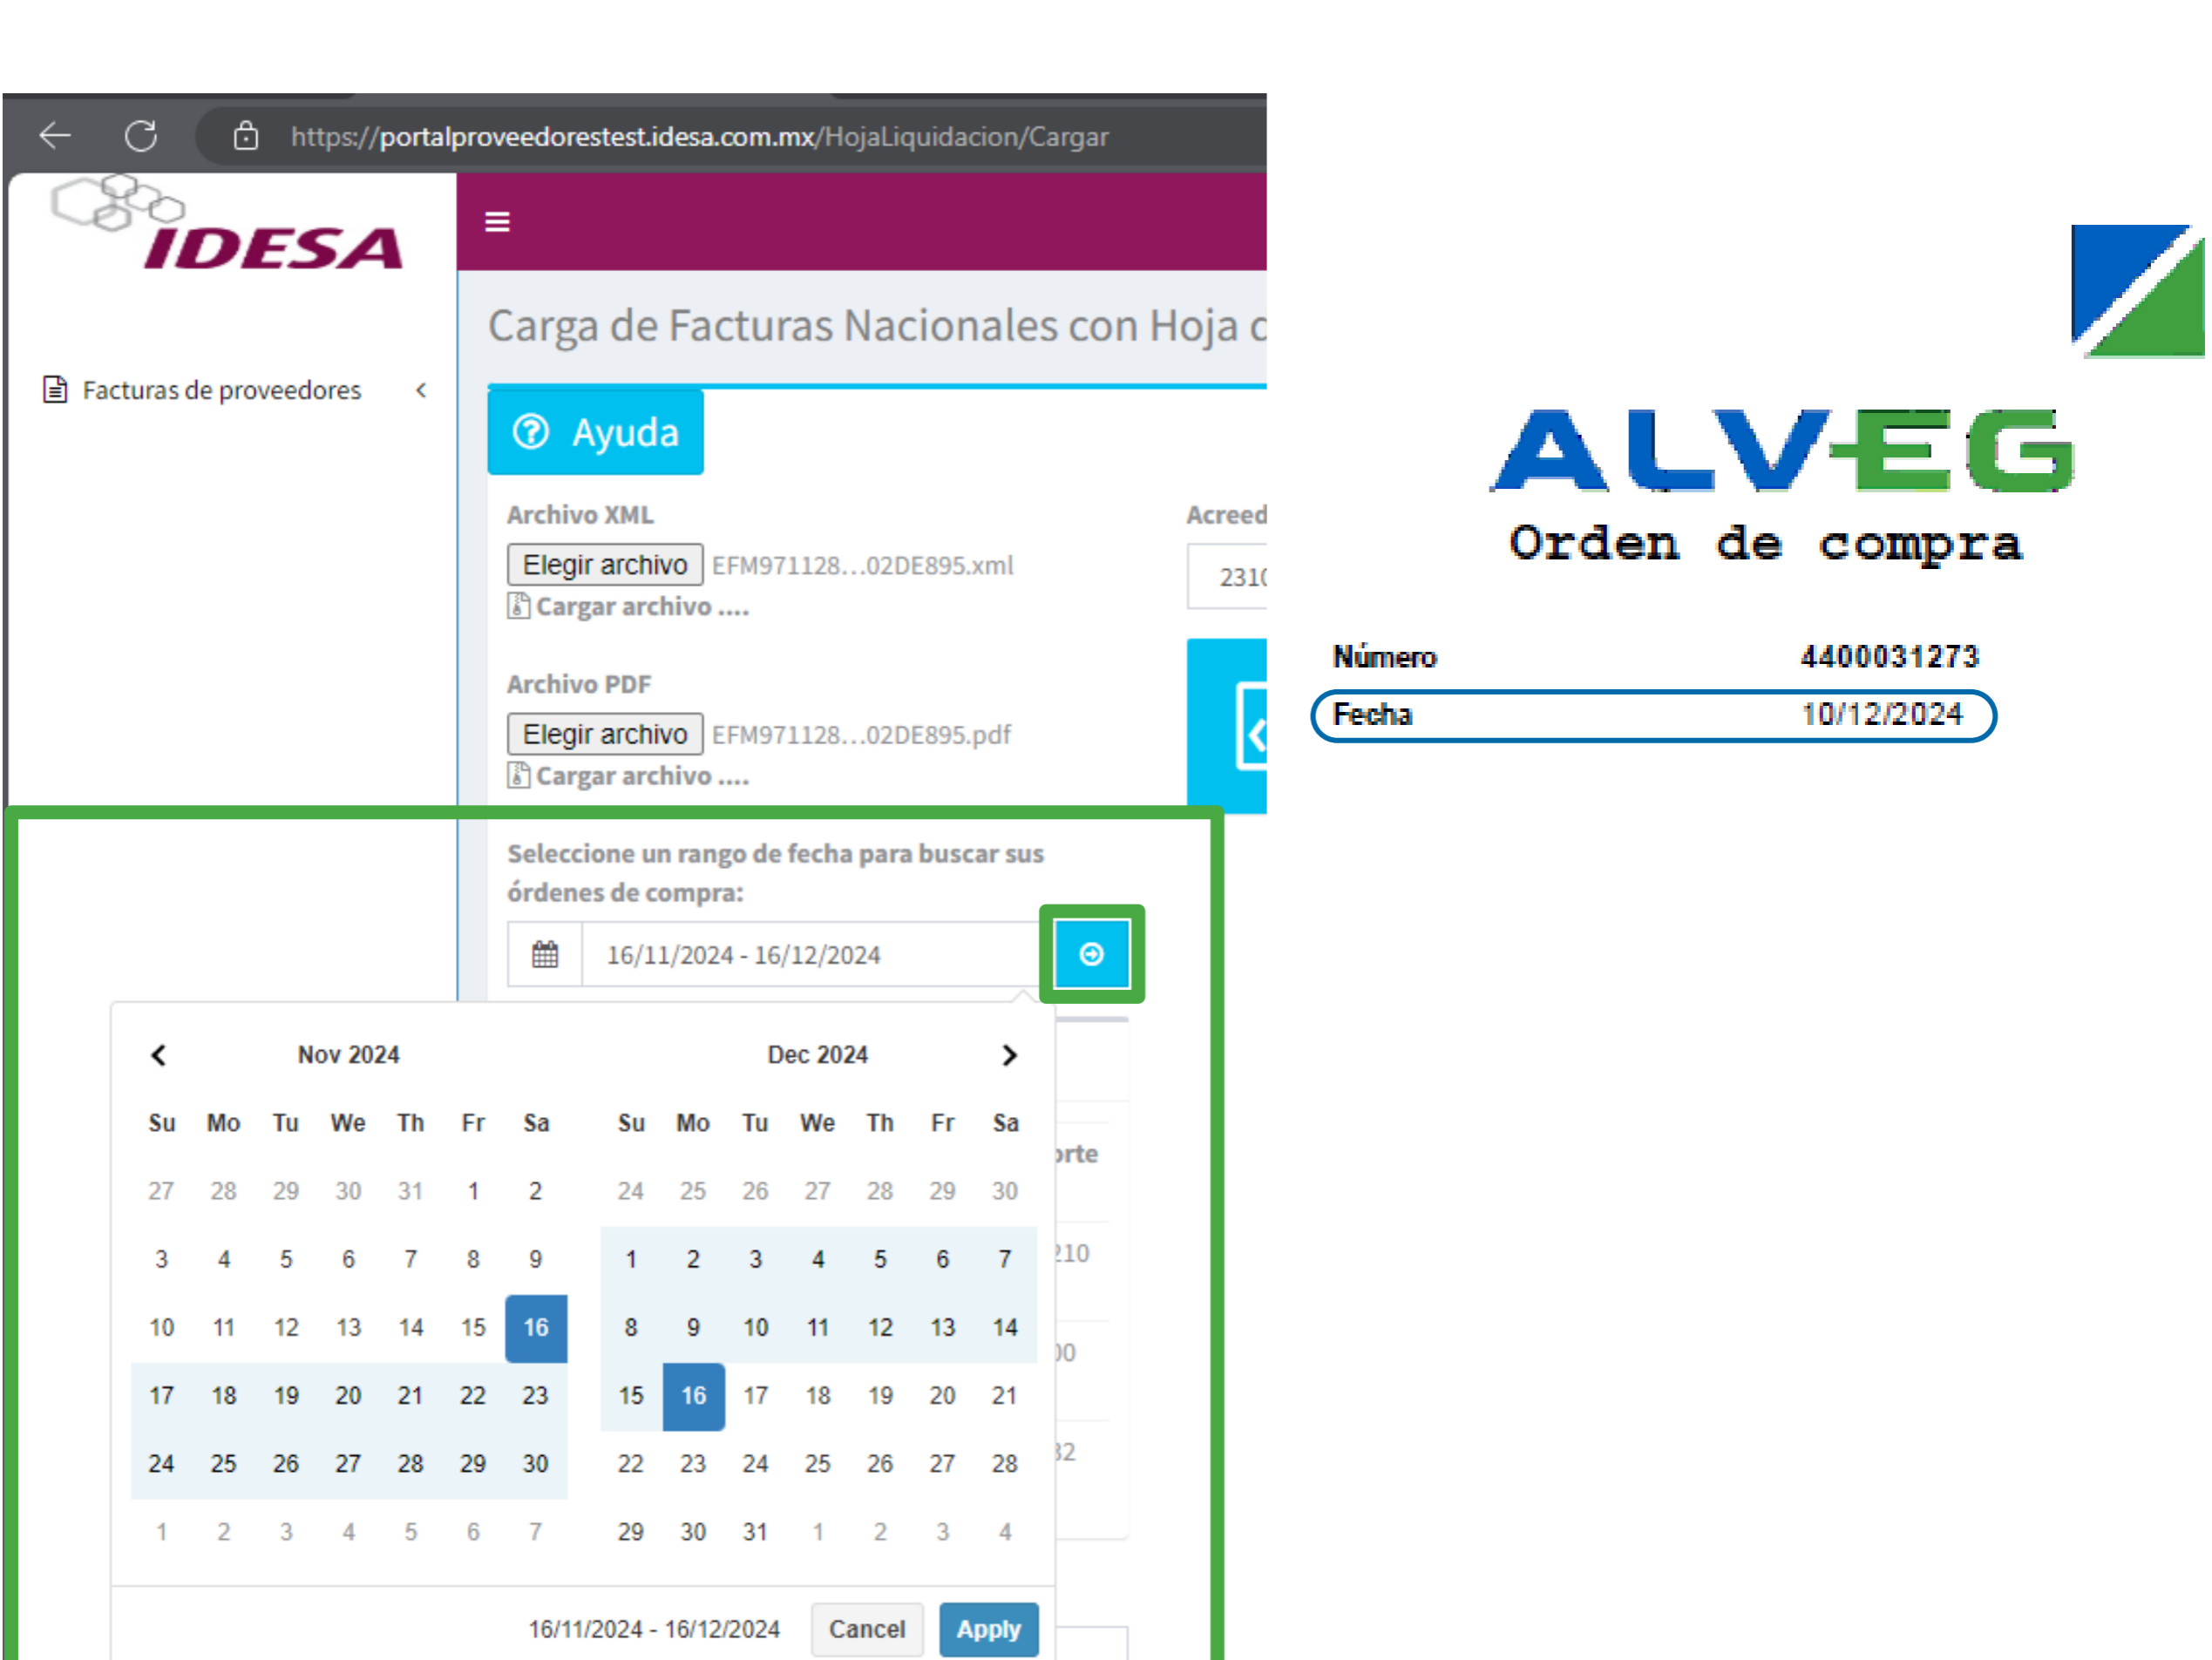 https://portalproveedorestest.idesa.com.mx/HojaLiquidacion/Cargar
IDESA
Carga de Facturas Nacionales con Hoja
Facturas de proveedores
Ayuda
Archivo XML
Elegir archivo EFM971128...02DE895.xml
Cargar archivo ....
Archivo PDF
Elegir archivo EFM971128...02DE895.pdf
Cargar archivo ....
Seleccione un rango de fecha para buscar sus
órdenes de compra:
16/11/2024 - 16/12/2024
Nov 2024
Su Mo Tu We Th Fr Sa
27 28 29 30 31 1 2
3 4 5 6 7 8 9
10 11 12 13 14 15 16
17 18 19 20 21 22 23
24 25 26 27 28 29 30
1 2 3 4 5 6 7
Dec 2024
Su Mo Tu We Th Fr Sa
24 25 26 27 28 29 30
1 2 3 4 5 6 7
8 9 10 11 12 13 14
15 16 17 18 19 20 21
22 23 24 25 26 27 28
29 30 31 1 2 3 4
16/11/2024 - 16/12/2024 Cancel Apply
ALVEG
Orden de compra
Número 4400031273
Fecha 10/12/2024